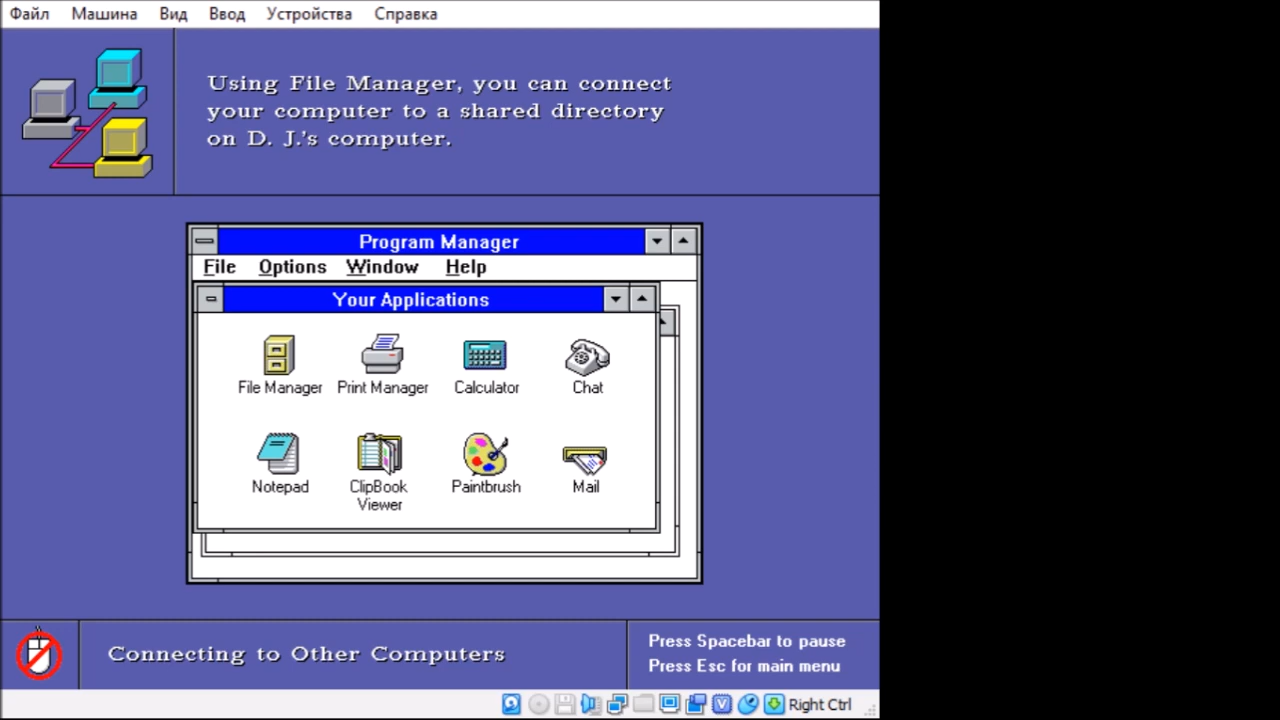 Файл Машина Вид Ввод Устройства Справка
Using File Manager, you can connect
your computer to a shared directory
on D. J.'s computer.
Program Manager
File Options Window Help
Your Applications
File Manager Print Manager Calculator Chat
Notepad ClipBook Viewer Paintbrush Mail
Connecting to Other Computers
Press Spacebar to pause
Press Esc for main menu
Right Ctrl